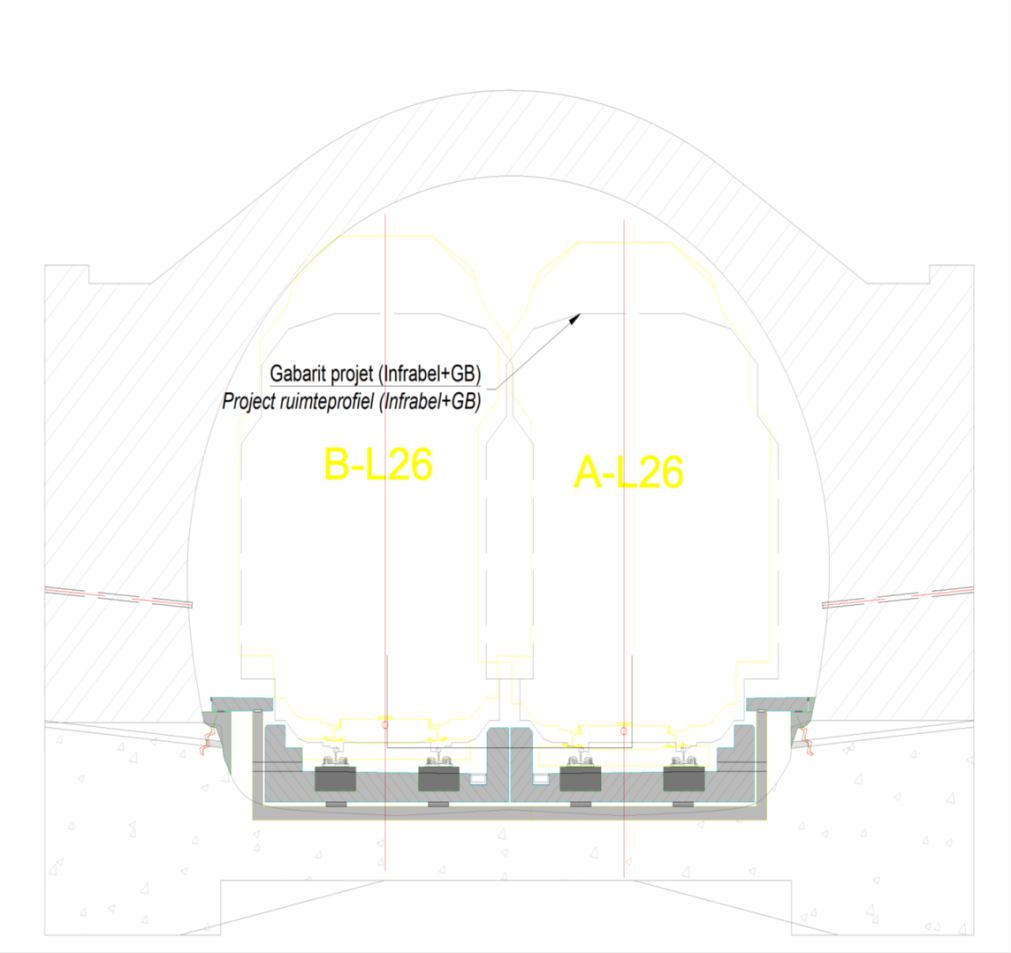 Gabarit projet (Infrabel+GB)
Project ruimteprofiel (Infrabel+GB)
B-L26
A-L26